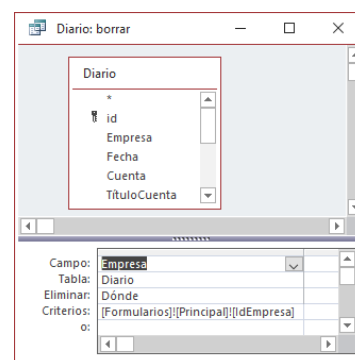 Diario: borrar
Diario
*
id
Empresa
Fecha
Cuenta
TítuloCuenta
Campo: Empresa
Tabla: Diario
Eliminar: Dónde
Criterios: [Formularios]![Principal]![IdEmpresa]
o: